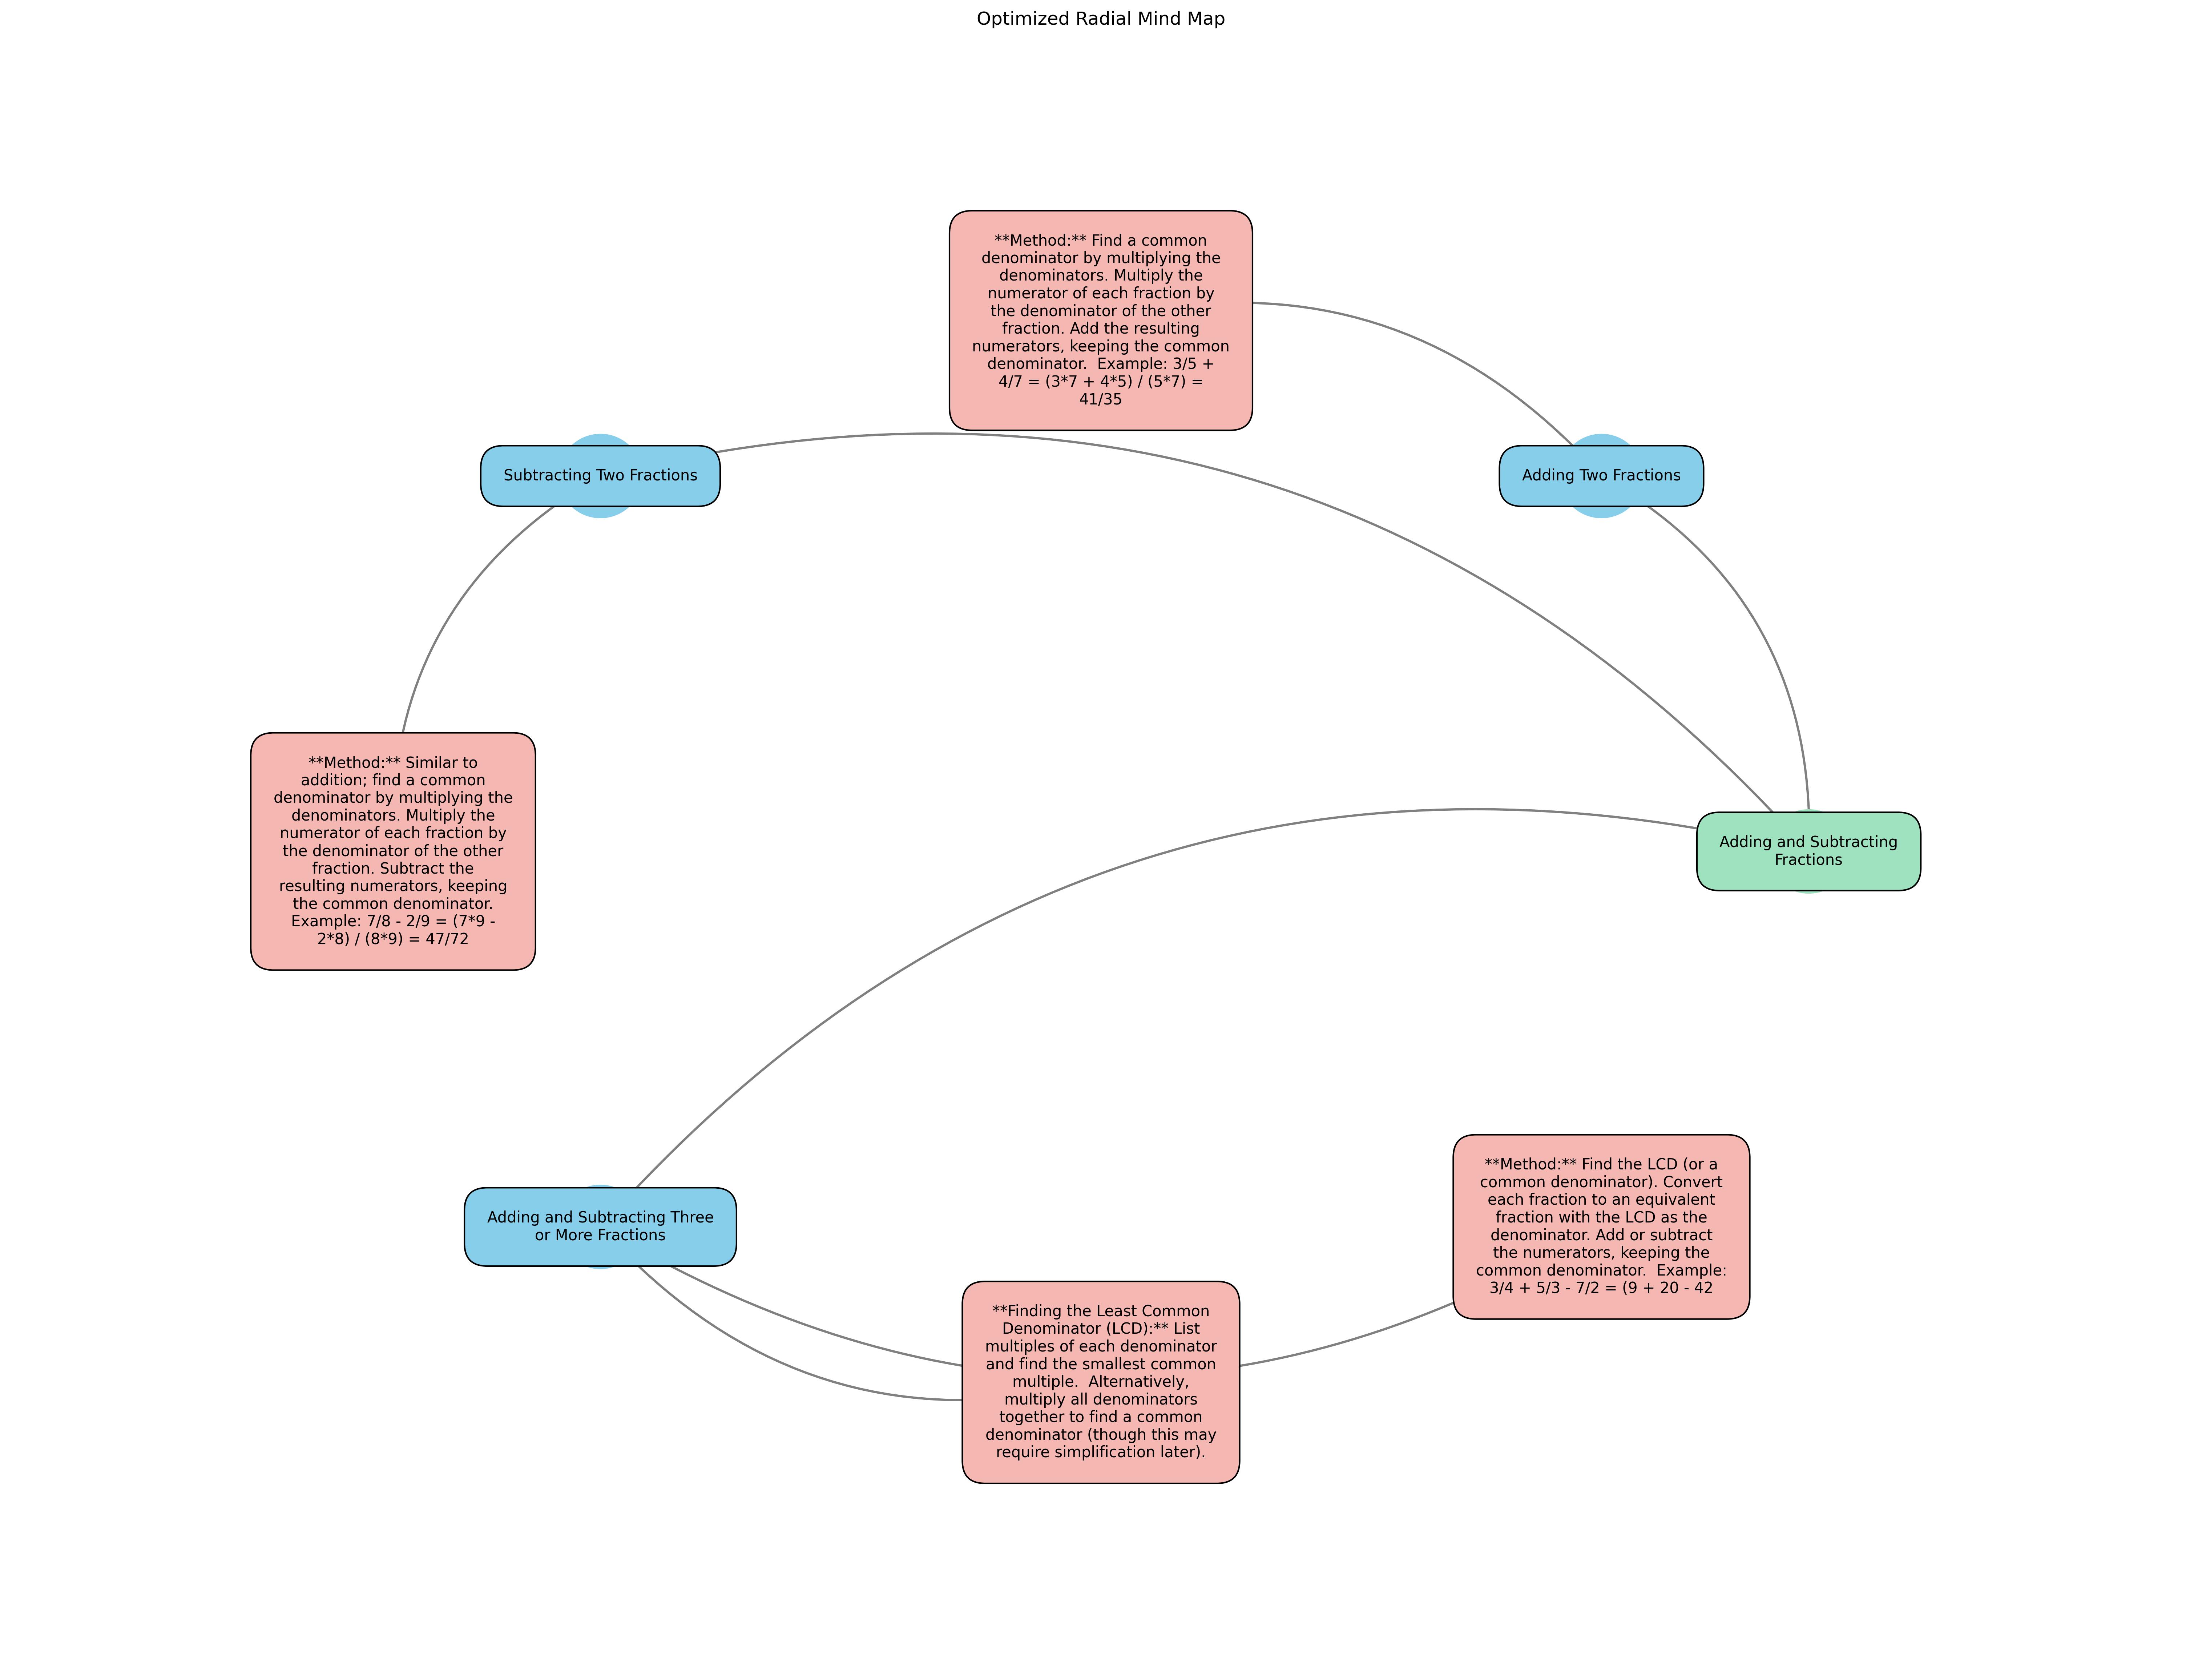 Optimized Radial Mind Map
**Method:** Find a common
denominator by multiplying the
denominators. Multiply the
numerator of each fraction by
the denominator of the other
fraction. Add the resulting
numerators, keeping the common
denominator.  Example: 3/5 +
4/7 = (3*7 + 4*5) / (5*7) =
41/35
Subtracting Two Fractions
Adding Two Fractions
**Method:** Similar to
addition; find a common
denominator by multiplying the
denominators. Multiply the
numerator of each fraction by
the denominator of the other
fraction. Subtract the
resulting numerators, keeping
the common denominator.
Example: 7/8 - 2/9 = (7*9 -
2*8) / (8*9) = 47/72
Adding and Subtracting
Fractions
Adding and Subtracting Three
or More Fractions
**Method:** Find the LCD (or a
common denominator). Convert
each fraction to an equivalent
fraction with the LCD as the
denominator. Add or subtract
the numerators, keeping the
common denominator.  Example:
3/4 + 5/3 - 7/2 = (9 + 20 - 42
**Finding the Least Common
Denominator (LCD):** List
multiples of each denominator
and find the smallest common
multiple.  Alternatively,
multiply all denominators
together to find a common
denominator (though this may
require simplification later).